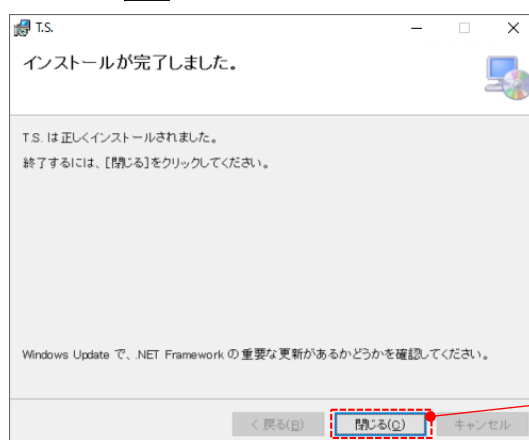 T.S.
インストールが完了しました。
T.S. は正しくインストールされました。
終了するには、[閉じる]をクリックしてください。
Windows Update で、.NET Framework の重要な更新があるかどうかを確認してください。
< 戻る(B) 閉じる(C) キャンセル